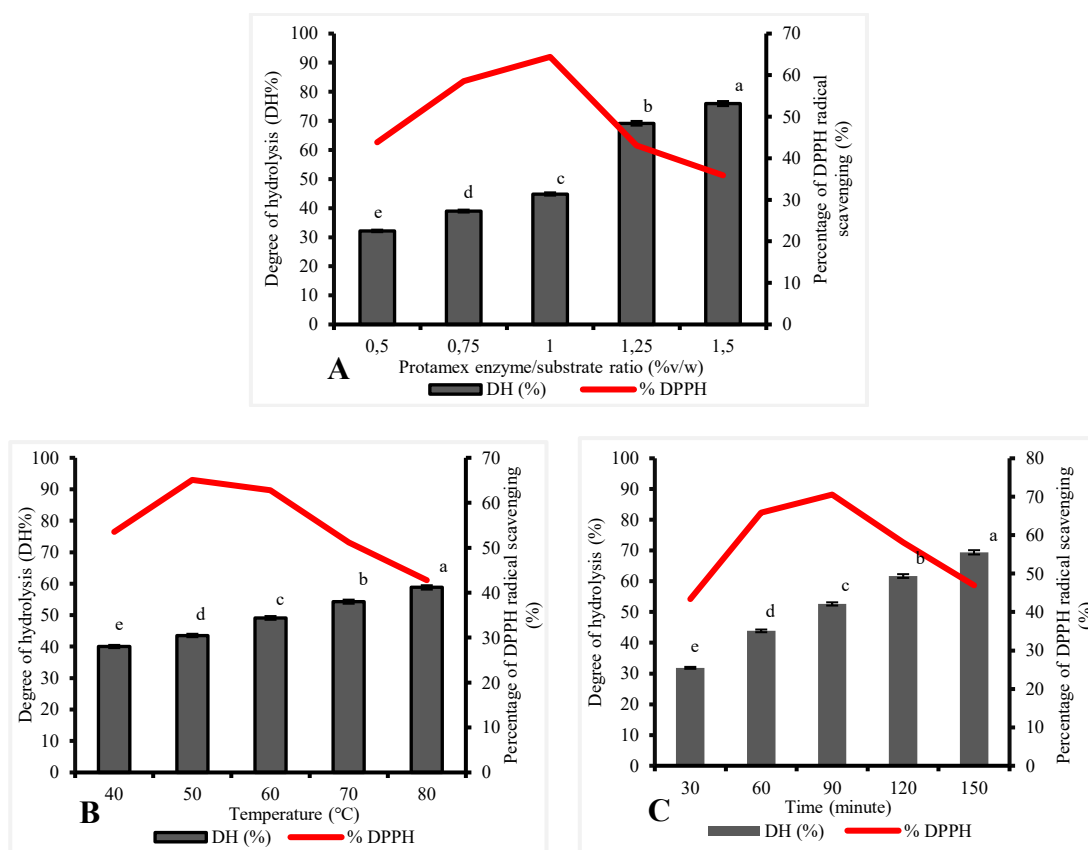 100
90
80
70
60
50
40
30
20
10
0
Degree of hydrolysis (DH%)
70
60
50
40
30
20
10
0
Percentage of DPPH radical
scavenging (%)
e
d
c
b
a
0,5 0,75 1 1,25 1,5
A
Protamex enzyme/substrate ratio (%v/w)
DH (%) % DPPH
100
90
80
70
60
50
40
30
20
10
0
Degree of hydrolysis (DH%)
70
60
50
40
30
20
10
0
Percentage of DPPH radical scavenging
(%)
e
d
c
b
a
40 50 60 70 80
B
Temperature (°C)
DH (%) % DPPH
100
90
80
70
60
50
40
30
20
10
0
Degree of hydrolysis (%)
80
70
60
50
40
30
20
10
0
Percentage of DPPH radical scavenging
(%)
e
d
c
b
a
30 60 90 120 150
C
Time (minute)
DH (%) % DPPH